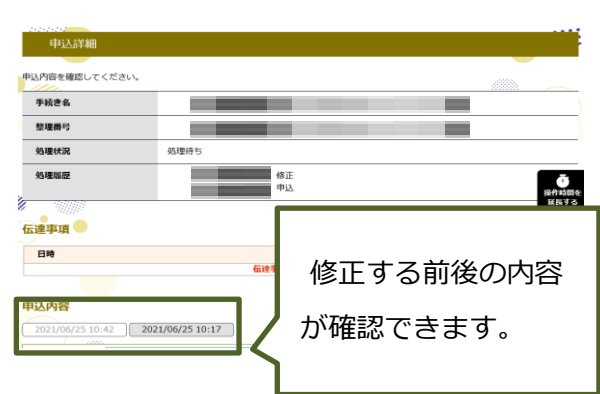 申込詳細
申込内容を確認してください。
手続き名
整理番号
処理状況 処理待ち
処理履歴 修正
申込
操作時間を
延長する
伝達事項
日時
伝達事
修正する前後の内容
が確認できます。
申込内容
2021/06/25 10:42 2021/06/25 10:17